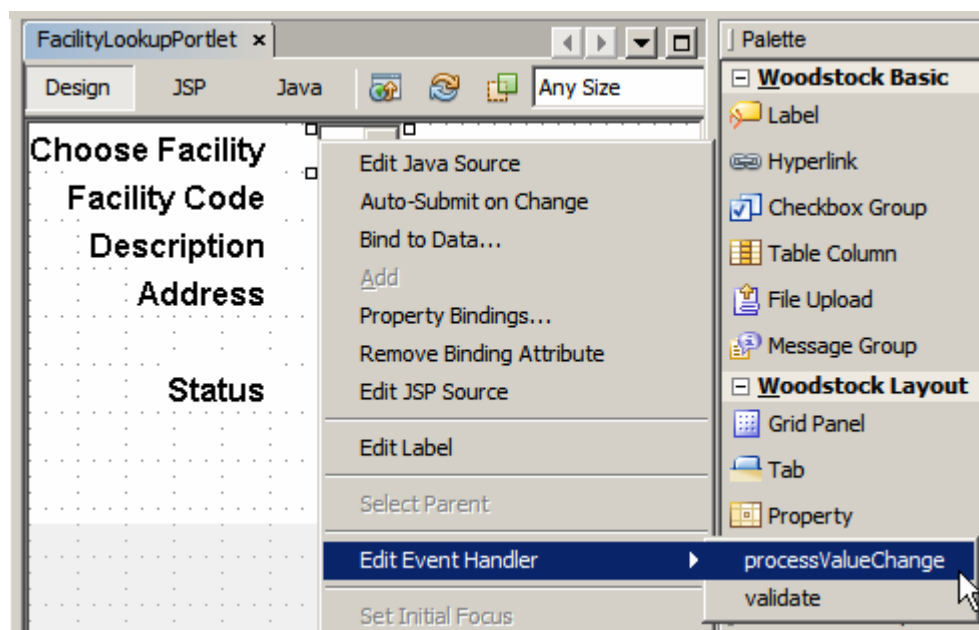 FacilityLookupPortlet ×
Design JSP Java Any Size
Choose Facility
Facility Code
Description
Address
Status
Edit Java Source
Auto-Submit on Change
Bind to Data...
Add
Property Bindings...
Remove Binding Attribute
Edit JSP Source
Edit Label
Select Parent
Edit Event Handler
Set Initial Focus
processValueChange
validate
Palette
Woodstock Basic
Label
Hyperlink
Checkbox Group
Table Column
File Upload
Message Group
Woodstock Layout
Grid Panel
Tab
Property